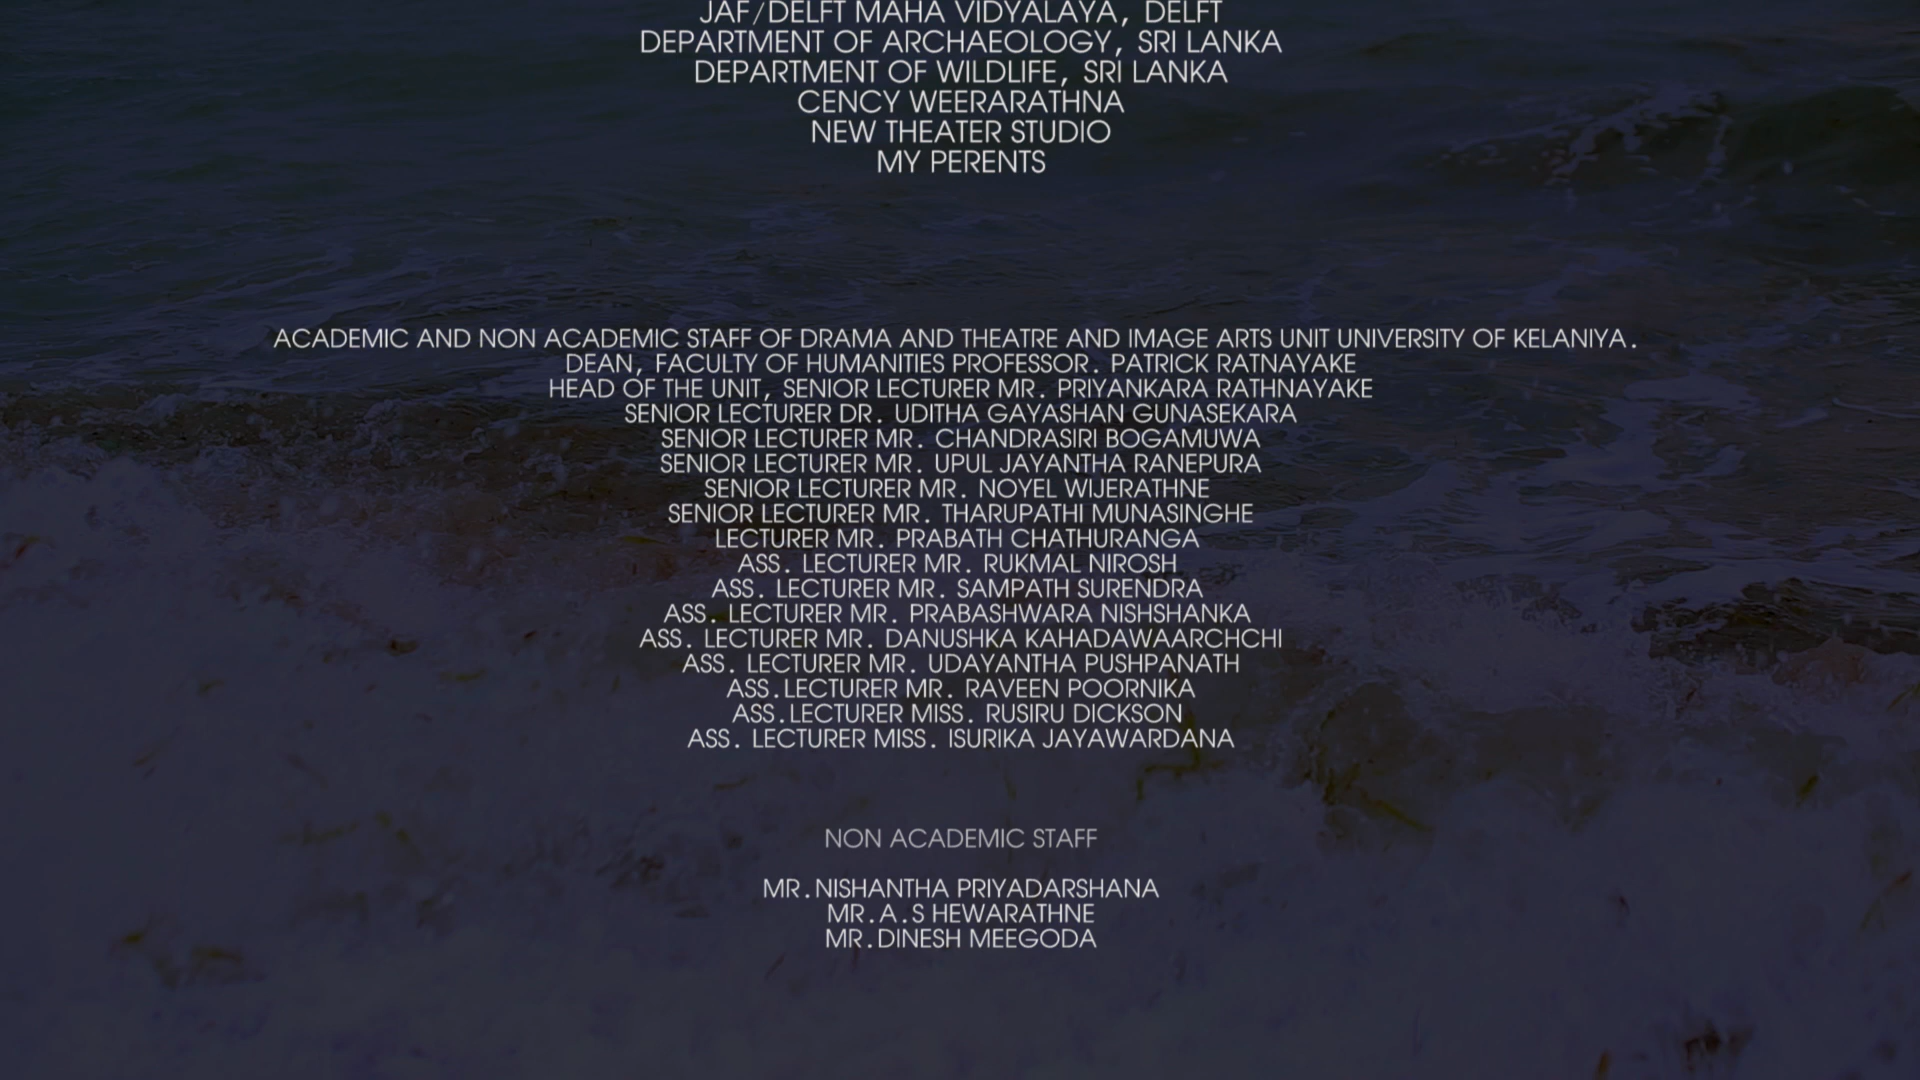 JAF/DELFT MAHA VIDYALAYA, DELFT
DEPARTMENT OF ARCHAEOLOGY, SRI LANKA
DEPARTMENT OF WILDLIFE, SRI LANKA
CENCY WEERARATHNA
NEW THEATER STUDIO
MY PERENTS
ACADEMIC AND NON ACADEMIC STAFF OF DRAMA AND THEATRE AND IMAGE ARTS UNIT UNIVERSITY OF KELANIYA.
DEAN, FACULTY OF HUMANITIES PROFESSOR. PATRICK RATNAYAKE
HEAD OF THE UNIT, SENIOR LECTURER MR. PRIYANKARA RATHNAYAKE
SENIOR LECTURER DR. UDITHA GAYASHAN GUNASEKARA
SENIOR LECTURER MR. CHANDRASIRI BOGAMUWA
SENIOR LECTURER MR. UPUL JAYANTHA RANEPURA
SENIOR LECTURER MR. NOYEL WIJERATHNE
SENIOR LECTURER MR. THARUPATHI MUNASINGHE
LECTURER MR. PRABATH CHATHURANGA
ASS. LECTURER MR. RUKMAL NIROSH
ASS. LECTURER MR. SAMPATH SURENDRA
ASS. LECTURER MR. PRABASHWARA NISHSHANKA
ASS. LECTURER MR. DANUSHKA KAHADAWAARCHCHI
ASS. LECTURER MR. UDAYANTHA PUSHPANATH
ASS.LECTURER MR. RAVEEN POORNIKA
ASS.LECTURER MISS. RUSIRU DICKSON
ASS. LECTURER MISS. ISURIKA JAYAWARDANA
NON ACADEMIC STAFF
MR.NISHANTHA PRIYADARSHANA
MR.A.S HEWARATHNE
MR.DINESH MEEGODA